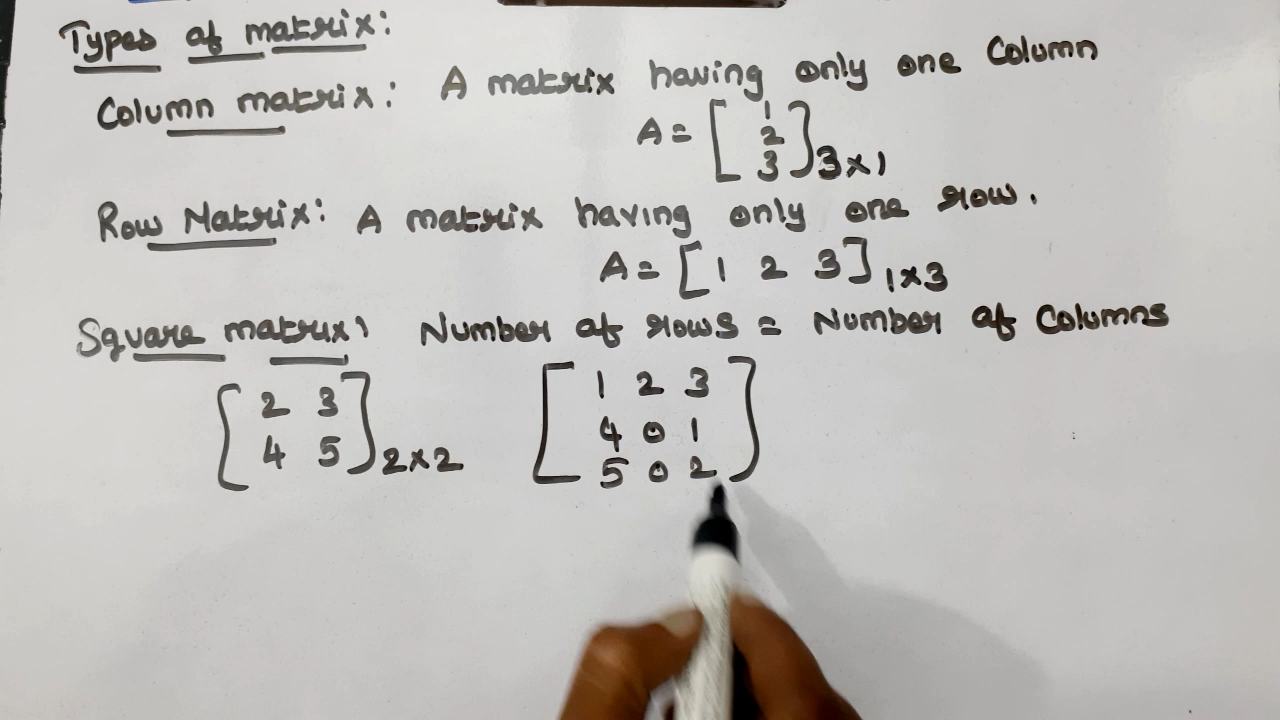 Types of matrix:
Column matrix: A matrix having only one Column
A = [ 1
2
3 ] 3×1
Row Matrix: A matrix having only one row.
A = [ 1 2 3 ] 1×3
Square matrix: Number of rows = Number of Columns
[ 2 3 [ 1 2 3
4 5 ] 2×2 4 0 1
5 0 2 ]